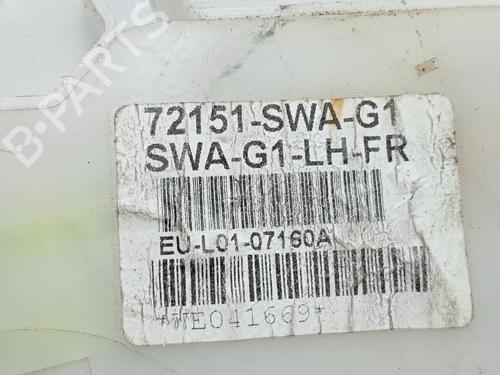 B-PARTS
72151-SWA-G1
SWA-G1-LH-FR
EU-L01-07160A
*WE041669*